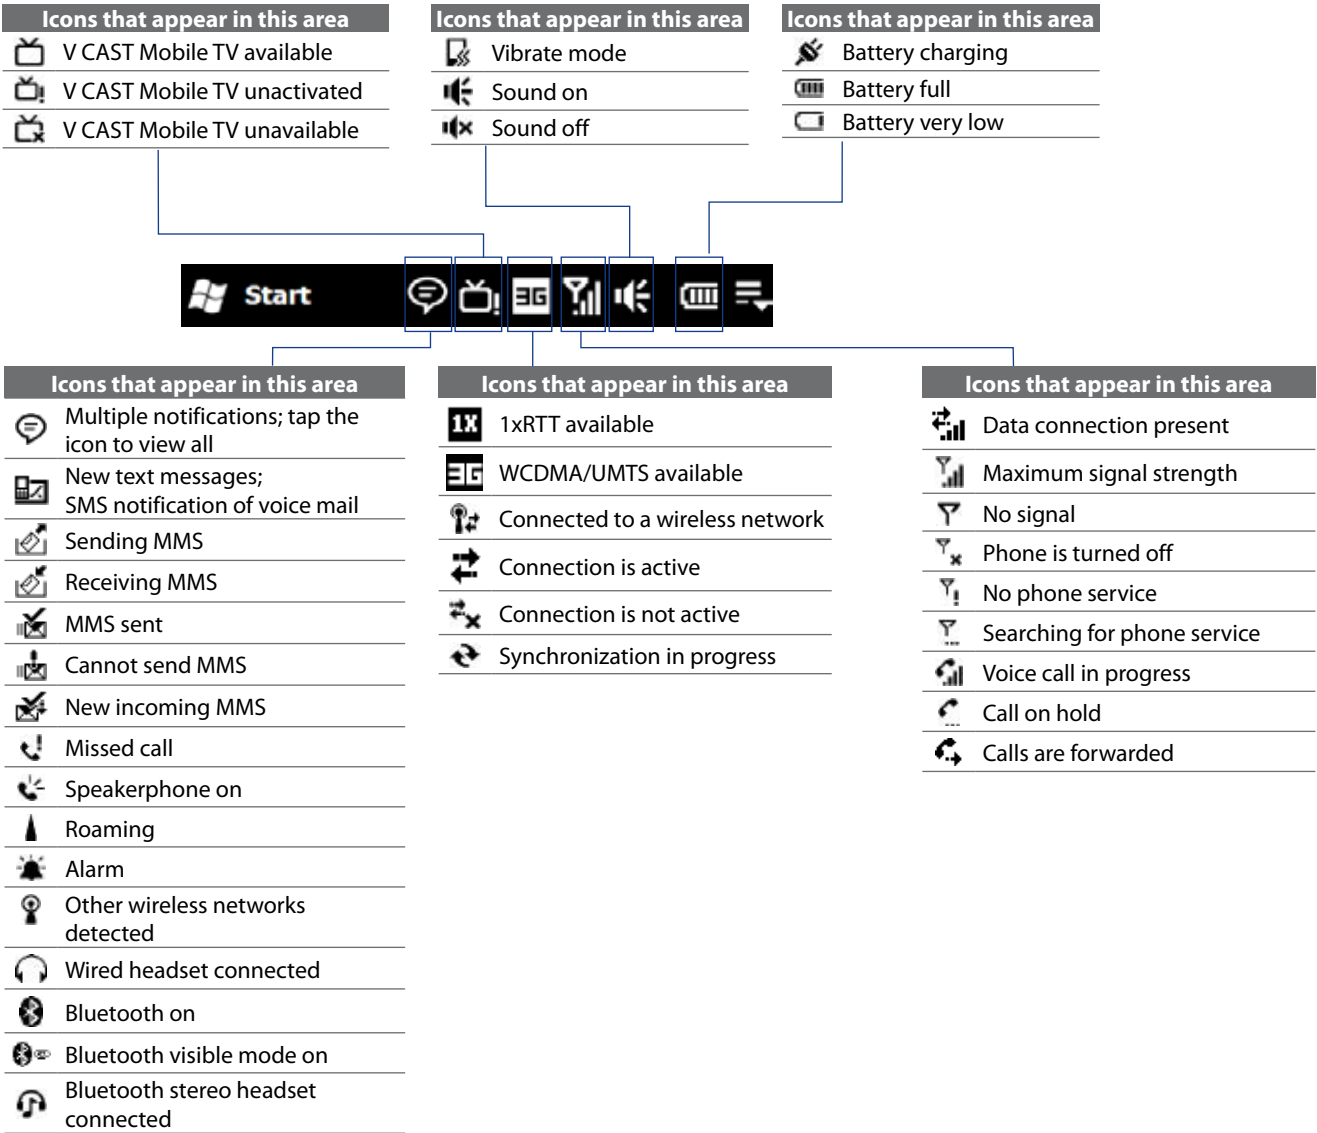 Icons that appear in this area
V CAST Mobile TV available
V CAST Mobile TV unactivated
V CAST Mobile TV unavailable
Icons that appear in this area
Vibrate mode
Sound on
Sound off
Icons that appear in this area
Battery charging
Battery full
Battery very low
Start
3G
Icons that appear in this area
Multiple notifications; tap the
icon to view all
New text messages;
SMS notification of voice mail
Sending MMS
Receiving MMS
MMS sent
Cannot send MMS
New incoming MMS
Missed call
Speakerphone on
Roaming
Alarm
Other wireless networks
detected
Wired headset connected
Bluetooth on
Bluetooth visible mode on
Bluetooth stereo headset
connected
Icons that appear in this area
1X 1xRTT available
3G WCDMA/UMTS available
Connected to a wireless network
Connection is active
Connection is not active
Synchronization in progress
Icons that appear in this area
Data connection present
Maximum signal strength
No signal
Phone is turned off
No phone service
Searching for phone service
Voice call in progress
Call on hold
Calls are forwarded